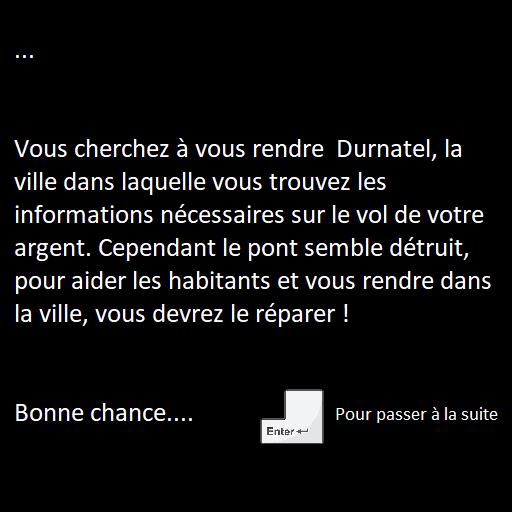 ...
Vous cherchez à vous rendre  Durnatel, la
ville dans laquelle vous trouvez les
informations nécessaires sur le vol de votre
argent. Cependant le pont semble détruit,
pour aider les habitants et vous rendre dans
la ville, vous devrez le réparer !
Bonne chance....
Enter ↵
Pour passer à la suite